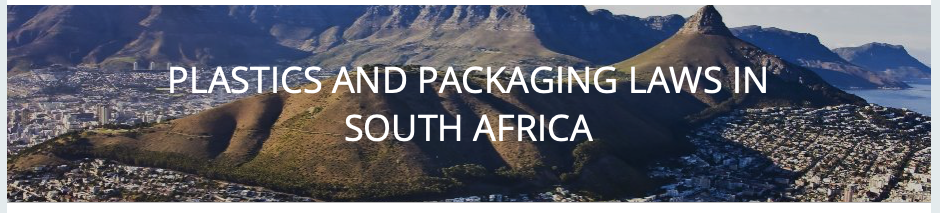 PLASTICS AND PACKAGING LAWS IN
SOUTH AFRICA